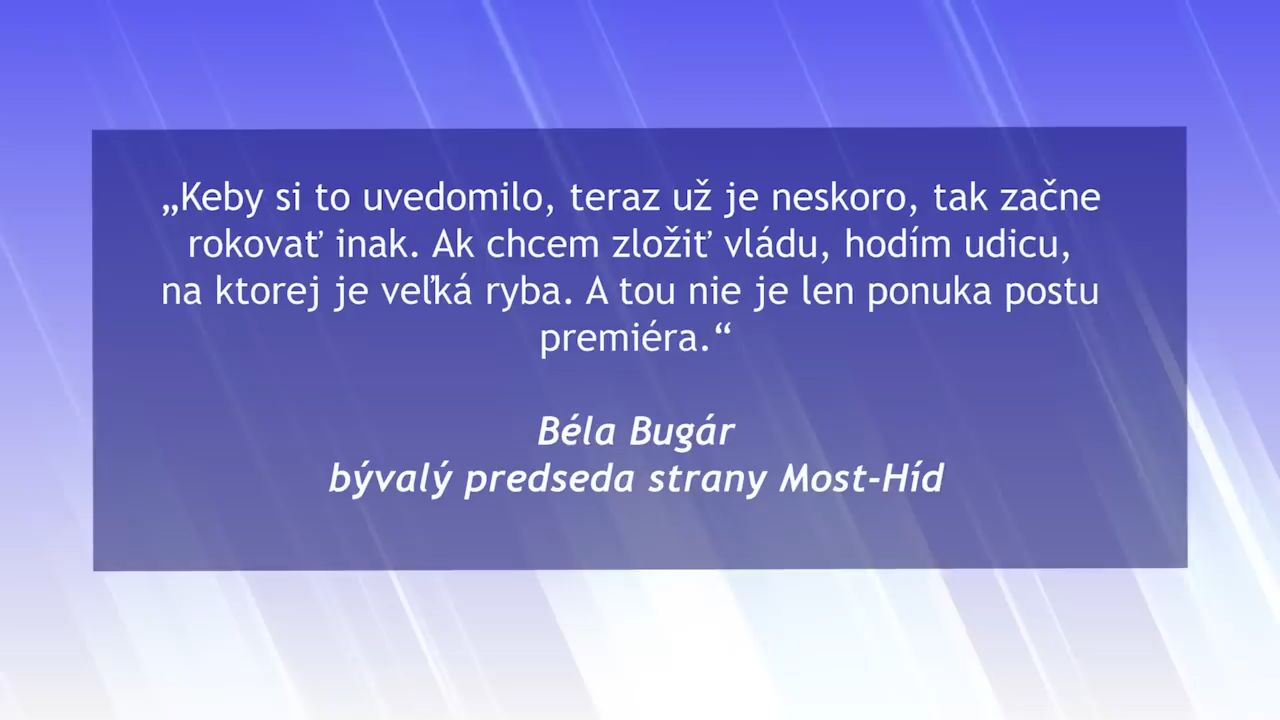 „Keby si to uvedomilo, teraz už je neskoro, tak začne
rokovať inak. Ak chcem zložiť vládu, hodím udicu,
na ktorej je veľká ryba. A tou nie je len ponuka postu
premiéra.“
Béla Bugár
bývalý predseda strany Most-Híd